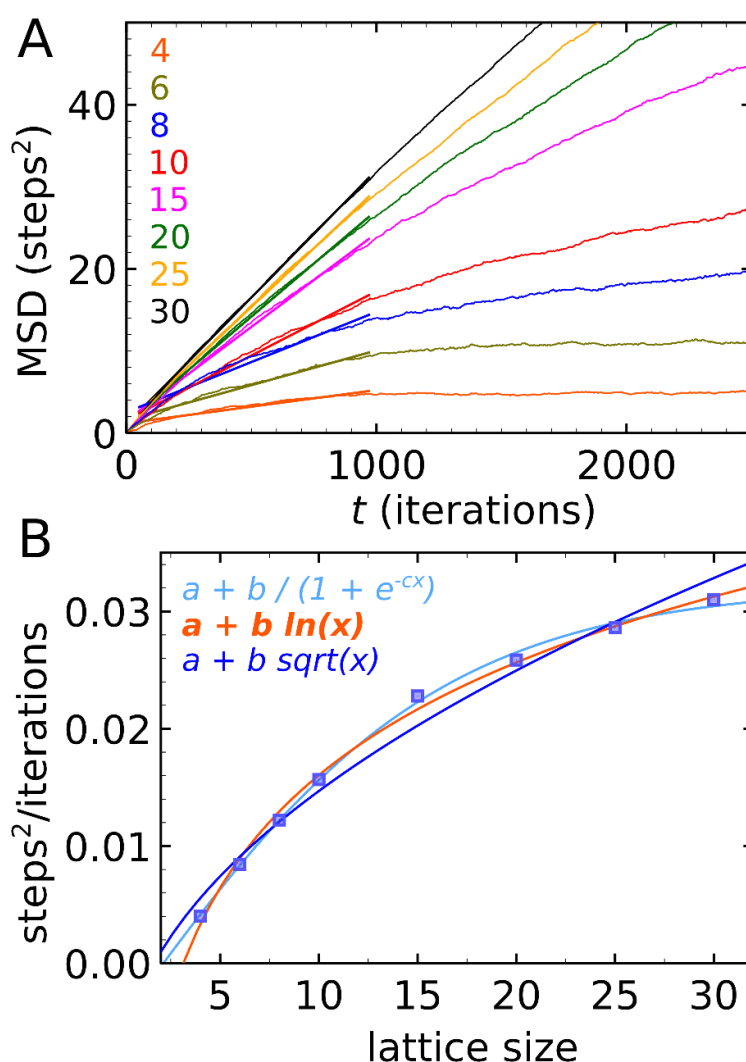 A
MSD (steps²)
40
20
0
4
6
8
10
15
20
25
30
0 1000 2000
t (iterations)
B
steps²/iterations
0.03
0.02
0.01
0.00
a + b / (1 + e^-cx)
a + b ln(x)
a + b sqrt(x)
5 10 15 20 25 30
lattice size